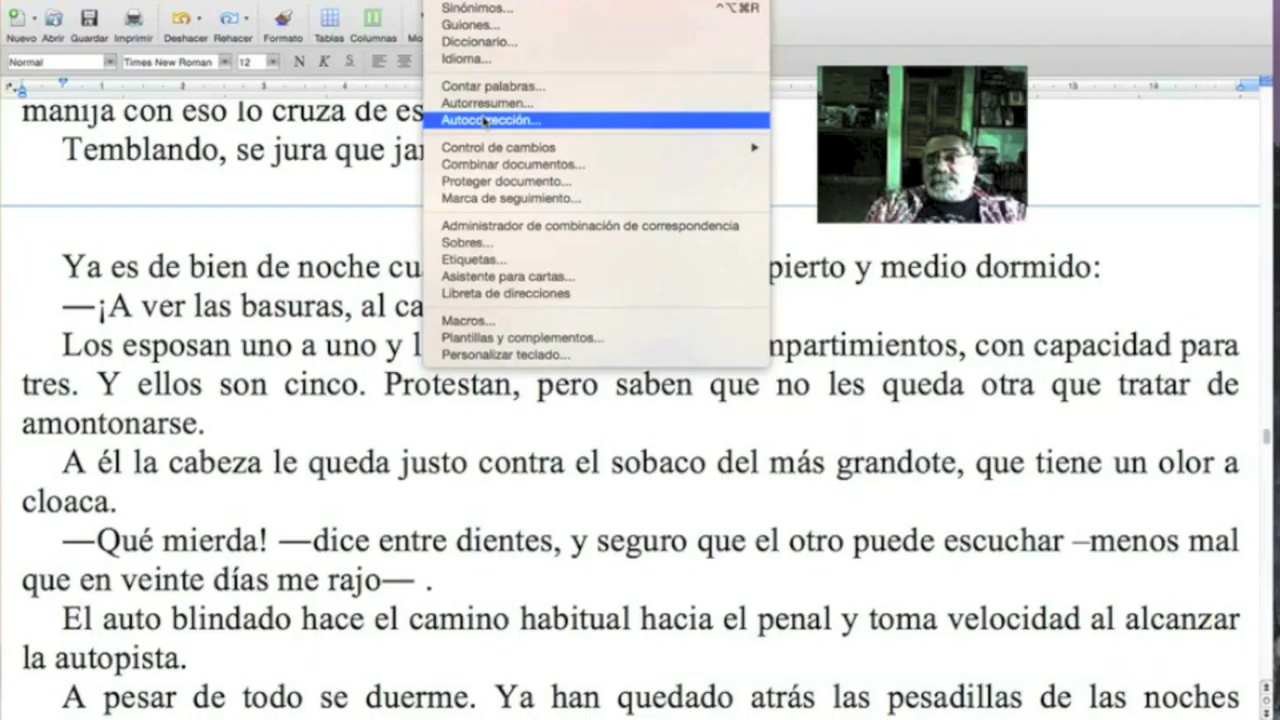 Sinónimos... ^⌥⌘R
Guiones...
Diccionario...
Idioma...
Nuevo Abrir Guardar Imprimir Deshacer Rehacer Formato Tablas Columnas Mo
Normal Times New Roman 12 N K S
Contar palabras...
Autorresumen...
Autocorrección...
Control de cambios
Combinar documentos...
Proteger documento...
Marca de seguimiento...
Administrador de combinación de correspondencia
Sobres...
Etiquetas...
Asistente para cartas...
Libreta de direcciones
Macros...
Plantillas y complementos...
Personalizar teclado...
manija con eso lo cruza de es
Temblando, se jura que jam
Ya es de bien de noche cu pierto y medio dormido:
—¡A ver las basuras, al ca
Los esposan uno a uno y l mpartimientos, con capacidad para
tres. Y ellos son cinco. Protestan, pero saben que no les queda otra que tratar de
amontonarse.
A él la cabeza le queda justo contra el sobaco del más grandote, que tiene un olor a
cloaca.
—Qué mierda! —dice entre dientes, y seguro que el otro puede escuchar –menos mal
que en veinte días me rajo— .
El auto blindado hace el camino habitual hacia el penal y toma velocidad al alcanzar
la autopista.
A pesar de todo se duerme. Ya han quedado atrás las pesadillas de las noches